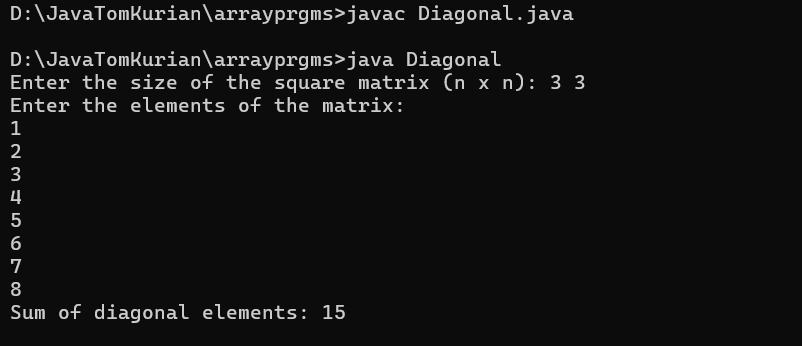 D:\JavaTomKurian\arrayprgms>javac Diagonal.java
D:\JavaTomKurian\arrayprgms>java Diagonal
Enter the size of the square matrix (n x n): 3 3
Enter the elements of the matrix:
1
2
3
4
5
6
7
8
Sum of diagonal elements: 15